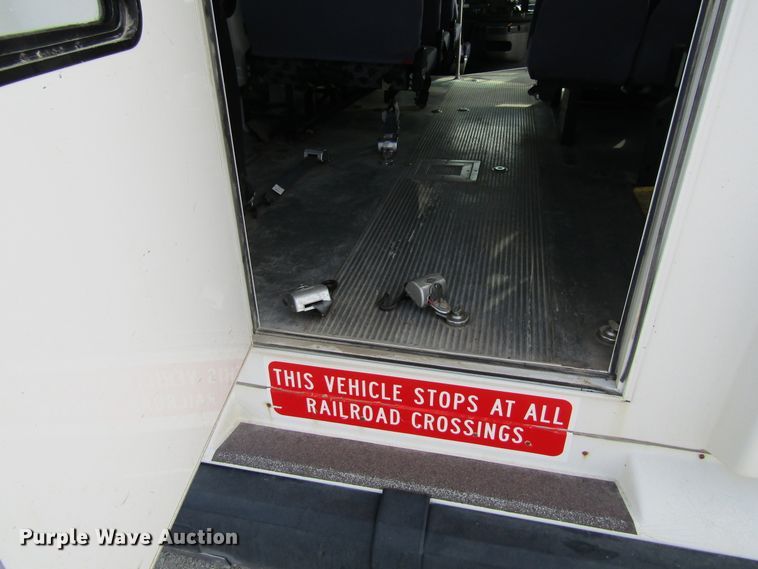 THIS VEHICLE STOPS AT ALL
RAILROAD CROSSINGS
Purple Wave Auction